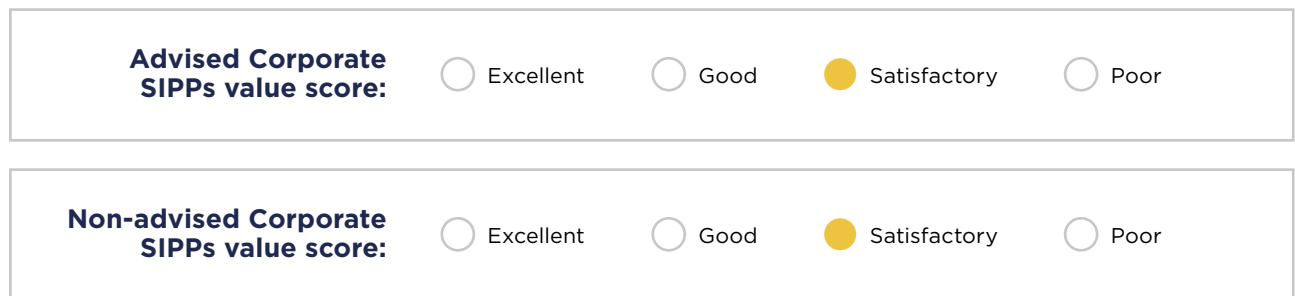 Advised Corporate
SIPPs value score:
Excellent Good Satisfactory Poor
Non-advised Corporate
SIPPs value score:
Excellent Good Satisfactory Poor